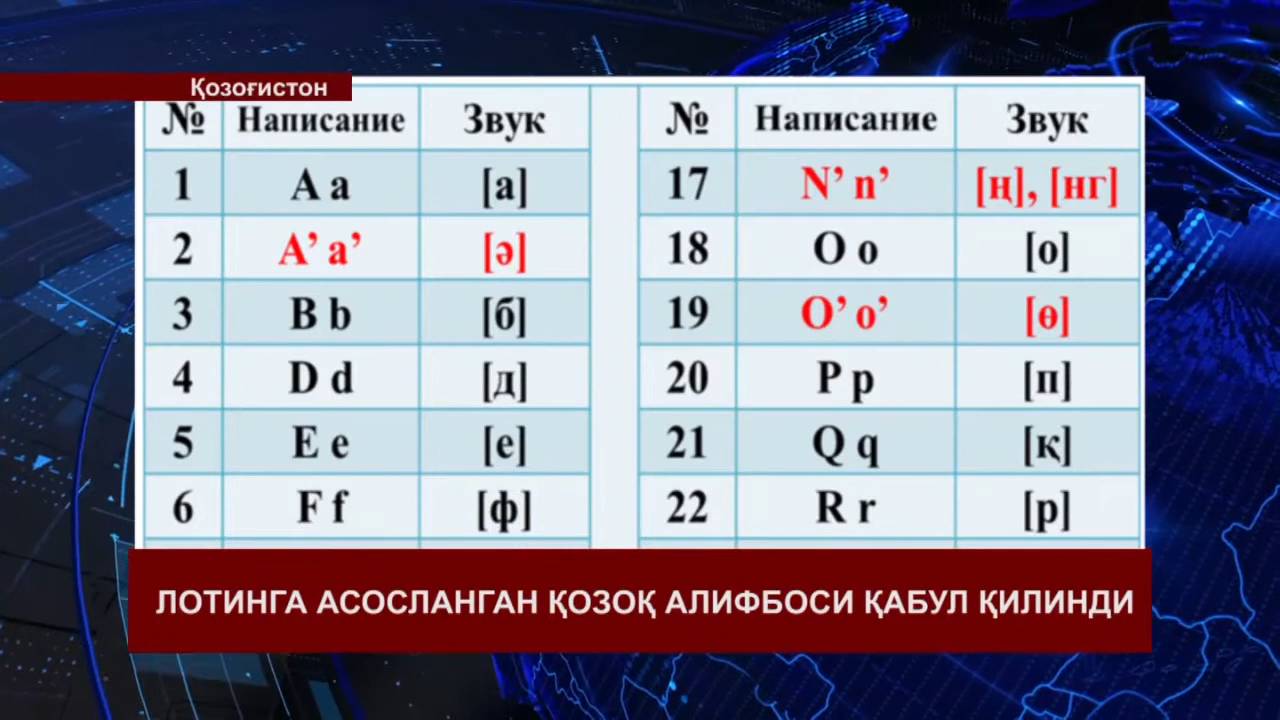 Қозоғистон
№ Написание Звук № Написание Звук
1 A a [а] 17 N’ n’ [ң], [нг]
2 A’ a’ [ә] 18 O o [о]
3 B b [б] 19 O’ o’ [ө]
4 D d [д] 20 P p [п]
5 E e [е] 21 Q q [қ]
6 F f [ф] 22 R r [р]
ЛОТИНГА АСОСЛАНГАН ҚОЗОҚ АЛИФБОСИ ҚАБУЛ ҚИЛИНДИ